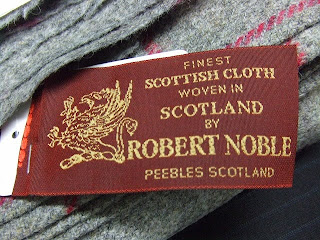 FINEST
SCOTTISH CLOTH
WOVEN IN
SCOTLAND
BY
ROBERT NOBLE
PEEBLES SCOTLAND